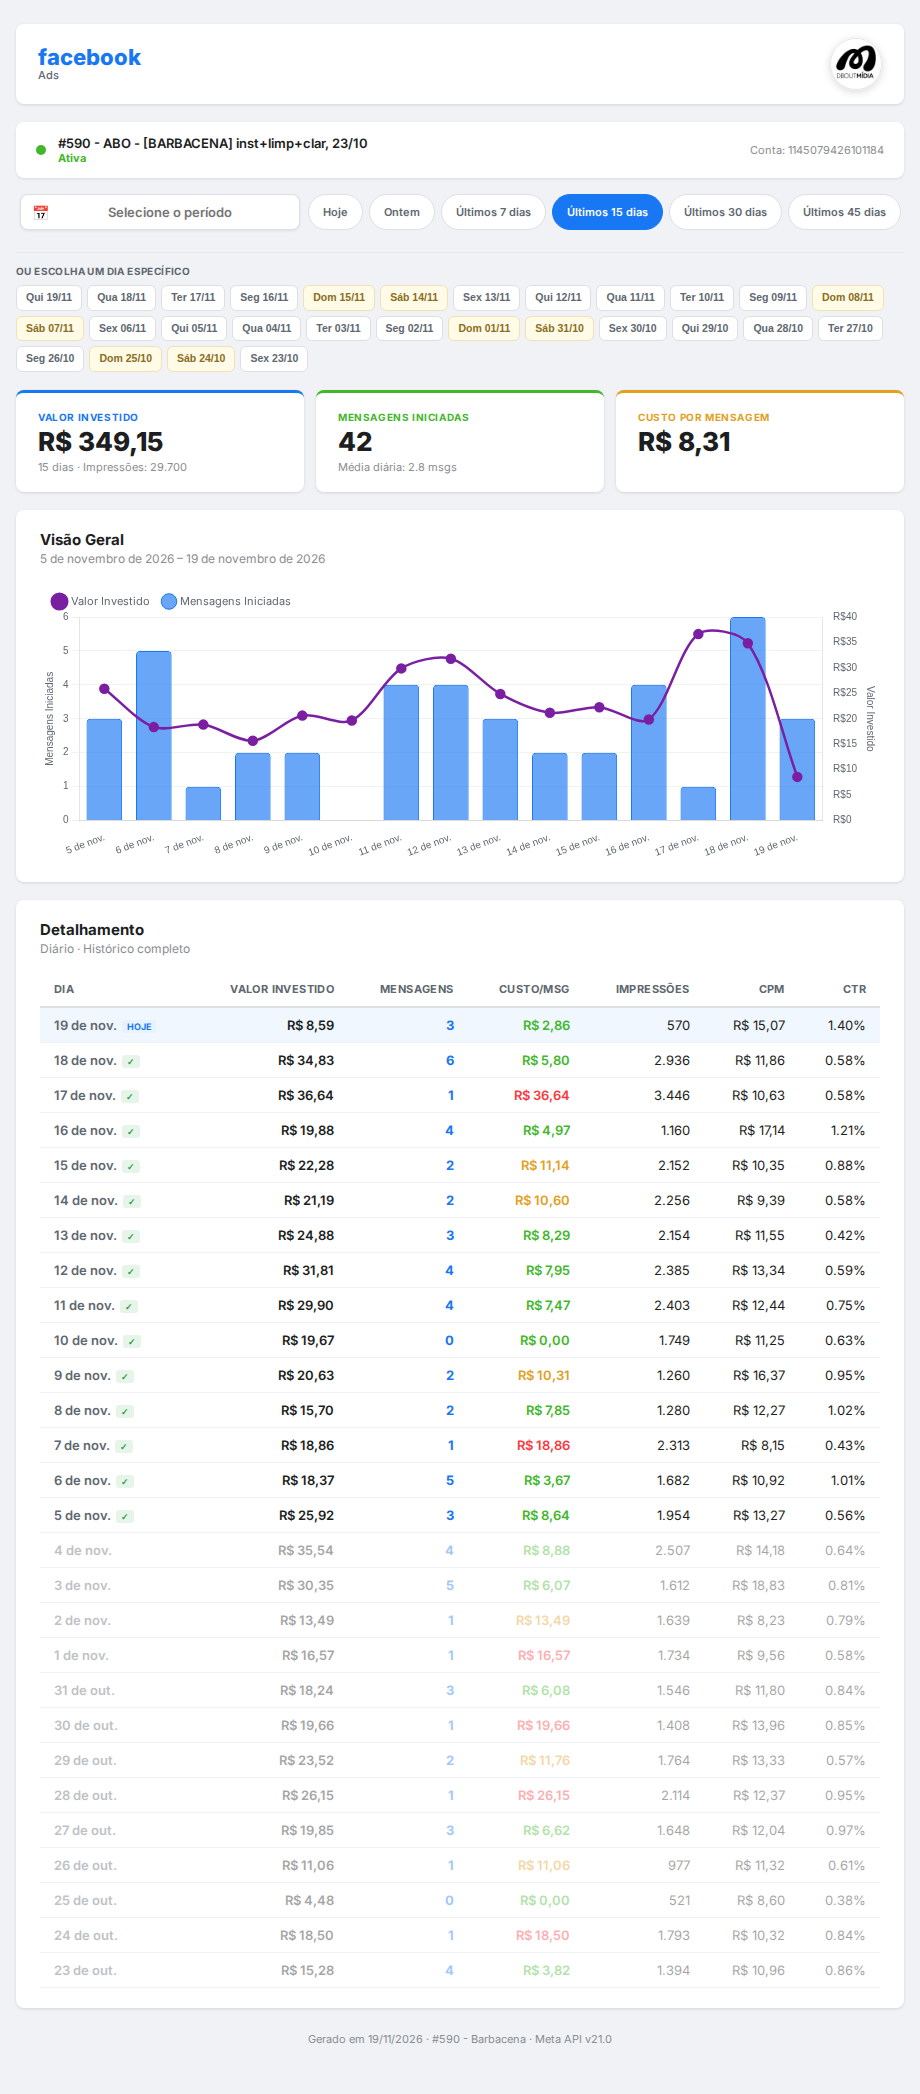 facebook
Ads
DBOUTMÍDIA
#590 - ABO - [BARBACENA] inst+limp+clar, 23/10
Ativa
Conta: 1145079426101184
📅 Selecione o período Hoje Ontem Últimos 7 dias Últimos 15 dias Últimos 30 dias Últimos 45 dias
OU ESCOLHA UM DIA ESPECÍFICO
Qui 19/11 Qua 18/11 Ter 17/11 Seg 16/11 Dom 15/11 Sáb 14/11 Sex 13/11 Qui 12/11 Qua 11/11 Ter 10/11 Seg 09/11 Dom 08/11
Sáb 07/11 Sex 06/11 Qui 05/11 Qua 04/11 Ter 03/11 Seg 02/11 Dom 01/11 Sáb 31/10 Sex 30/10 Qui 29/10 Qua 28/10 Ter 27/10
Seg 26/10 Dom 25/10 Sáb 24/10 Sex 23/10
VALOR INVESTIDO
R$ 349,15
15 dias · Impressões: 29.700
MENSAGENS INICIADAS
42
Média diária: 2.8 msgs
CUSTO POR MENSAGEM
R$ 8,31
Visão Geral
5 de novembro de 2026 – 19 de novembro de 2026
Valor Investido Mensagens Iniciadas
Mensagens Iniciadas
6
5
4
3
2
1
0
R$40
R$35
R$30
R$25
R$20
R$15
R$10
R$5
R$0
Valor Investido
5 de nov. 6 de nov. 7 de nov. 8 de nov. 9 de nov. 10 de nov. 11 de nov. 12 de nov. 13 de nov. 14 de nov. 15 de nov. 16 de nov. 17 de nov. 18 de nov. 19 de nov.
Detalhamento
Diário · Histórico completo
DIA VALOR INVESTIDO MENSAGENS CUSTO/MSG IMPRESSÕES CPM CTR
19 de nov. HOJE R$ 8,59 3 R$ 2,86 570 R$ 15,07 1.40%
18 de nov. ✓ R$ 34,83 6 R$ 5,80 2.936 R$ 11,86 0.58%
17 de nov. ✓ R$ 36,64 1 R$ 36,64 3.446 R$ 10,63 0.58%
16 de nov. ✓ R$ 19,88 4 R$ 4,97 1.160 R$ 17,14 1.21%
15 de nov. ✓ R$ 22,28 2 R$ 11,14 2.152 R$ 10,35 0.88%
14 de nov. ✓ R$ 21,19 2 R$ 10,60 2.256 R$ 9,39 0.58%
13 de nov. ✓ R$ 24,88 3 R$ 8,29 2.154 R$ 11,55 0.42%
12 de nov. ✓ R$ 31,81 4 R$ 7,95 2.385 R$ 13,34 0.59%
11 de nov. ✓ R$ 29,90 4 R$ 7,47 2.403 R$ 12,44 0.75%
10 de nov. ✓ R$ 19,67 0 R$ 0,00 1.749 R$ 11,25 0.63%
9 de nov. ✓ R$ 20,63 2 R$ 10,31 1.260 R$ 16,37 0.95%
8 de nov. ✓ R$ 15,70 2 R$ 7,85 1.280 R$ 12,27 1.02%
7 de nov. ✓ R$ 18,86 1 R$ 18,86 2.313 R$ 8,15 0.43%
6 de nov. ✓ R$ 18,37 5 R$ 3,67 1.682 R$ 10,92 1.01%
5 de nov. ✓ R$ 25,92 3 R$ 8,64 1.954 R$ 13,27 0.56%
4 de nov. R$ 35,54 4 R$ 8,88 2.507 R$ 14,18 0.64%
3 de nov. R$ 30,35 5 R$ 6,07 1.612 R$ 18,83 0.81%
2 de nov. R$ 13,49 1 R$ 13,49 1.639 R$ 8,23 0.79%
1 de nov. R$ 16,57 1 R$ 16,57 1.734 R$ 9,56 0.58%
31 de out. R$ 18,24 3 R$ 6,08 1.546 R$ 11,80 0.84%
30 de out. R$ 19,66 1 R$ 19,66 1.408 R$ 13,96 0.85%
29 de out. R$ 23,52 2 R$ 11,76 1.764 R$ 13,33 0.57%
28 de out. R$ 26,15 1 R$ 26,15 2.114 R$ 12,37 0.95%
27 de out. R$ 19,85 3 R$ 6,62 1.648 R$ 12,04 0.97%
26 de out. R$ 11,06 1 R$ 11,06 977 R$ 11,32 0.61%
25 de out. R$ 4,48 0 R$ 0,00 521 R$ 8,60 0.38%
24 de out. R$ 18,50 1 R$ 18,50 1.793 R$ 10,32 0.84%
23 de out. R$ 15,28 4 R$ 3,82 1.394 R$ 10,96 0.86%
Gerado em 19/11/2026 · #590 - Barbacena · Meta API v21.0